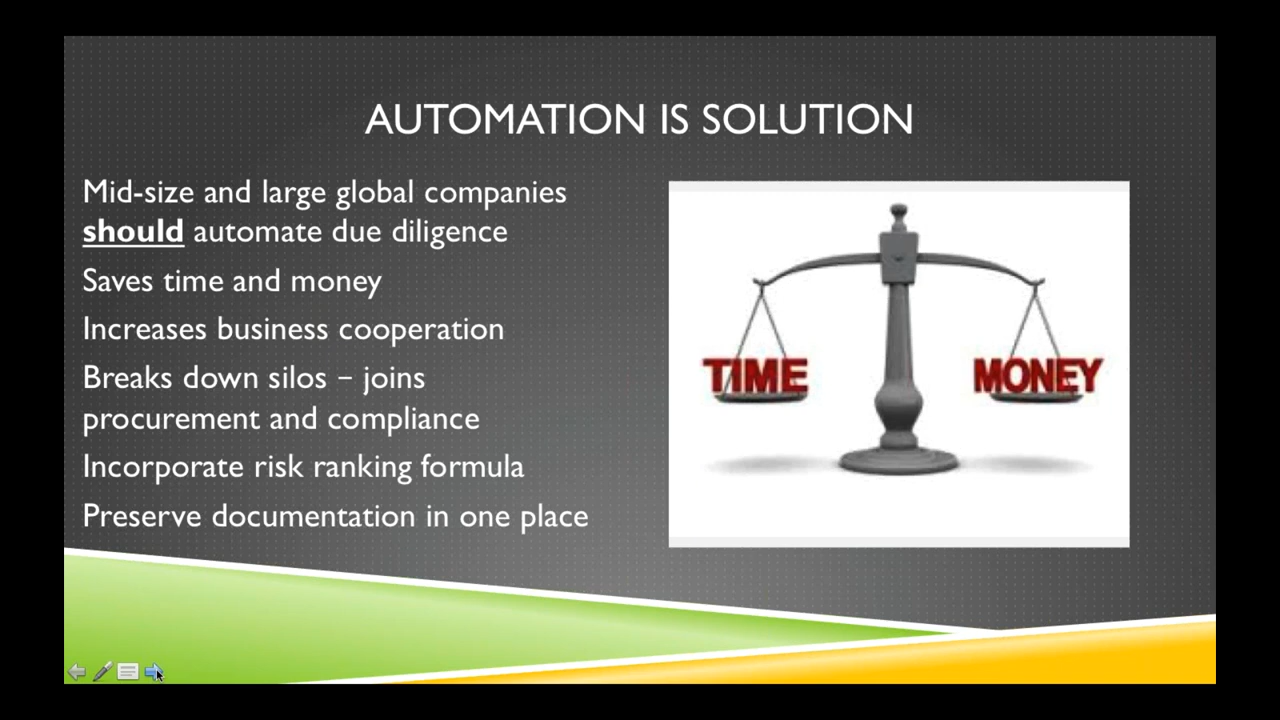 AUTOMATION IS SOLUTION
Mid-size and large global companies
should automate due diligence
Saves time and money
Increases business cooperation
Breaks down silos – joins
procurement and compliance
Incorporate risk ranking formula
Preserve documentation in one place
TIME
MONEY